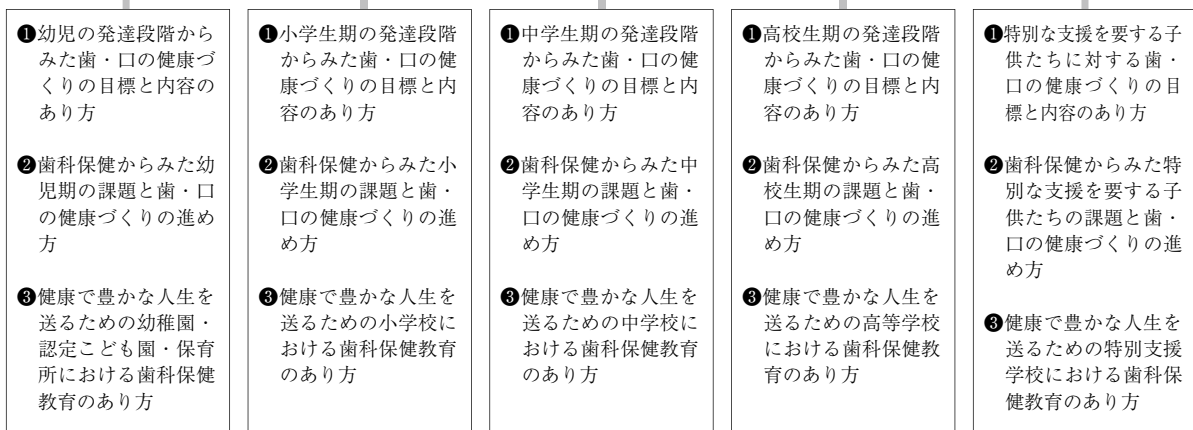 ❶幼児の発達段階から
みた歯・口の健康づ
くりの目標と内容の
あり方
❷歯科保健からみた幼
児期の課題と歯・口
の健康づくりの進め
方
❸健康で豊かな人生を
送るための幼稚園・
認定こども園・保育
所における歯科保健
教育のあり方
❶小学生期の発達段階
からみた歯・口の健
康づくりの目標と内
容のあり方
❷歯科保健からみた小
学生期の課題と歯・
口の健康づくりの進
め方
❸健康で豊かな人生を
送るための小学校に
おける歯科保健教育
のあり方
❶中学生期の発達段階
からみた歯・口の健
康づくりの目標と内
容のあり方
❷歯科保健からみた中
学生期の課題と歯・
口の健康づくりの進
め方
❸健康で豊かな人生を
送るための中学校に
おける歯科保健教育
のあり方
❶高校生期の発達段階
からみた歯・口の健
康づくりの目標と内
容のあり方
❷歯科保健からみた高
校生期の課題と歯・
口の健康づくりの進
め方
❸健康で豊かな人生を
送るための高等学校
における歯科保健教
育のあり方
❶特別な支援を要する子
供たちに対する歯・
口の健康づくりの目
標と内容のあり方
❷歯科保健からみた特
別な支援を要する子
供たちの課題と歯・
口の健康づくりの進
め方
❸健康で豊かな人生を
送るための特別支援
学校における歯科保
健教育のあり方